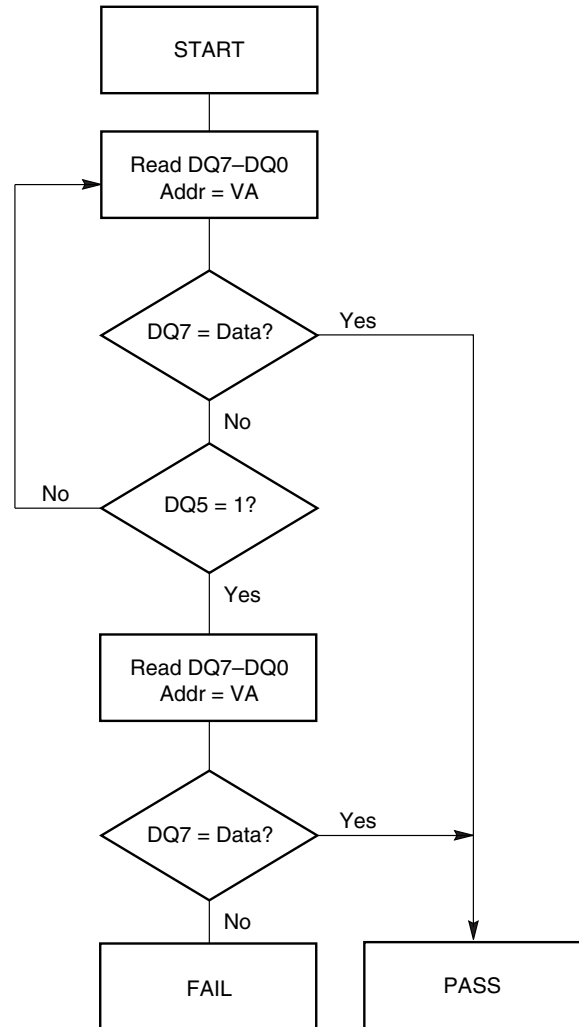 START
Read DQ7–DQ0
Addr = VA
DQ7 = Data?
Yes
No
No
DQ5 = 1?
Yes
Read DQ7–DQ0
Addr = VA
DQ7 = Data?
Yes
No
FAIL
PASS